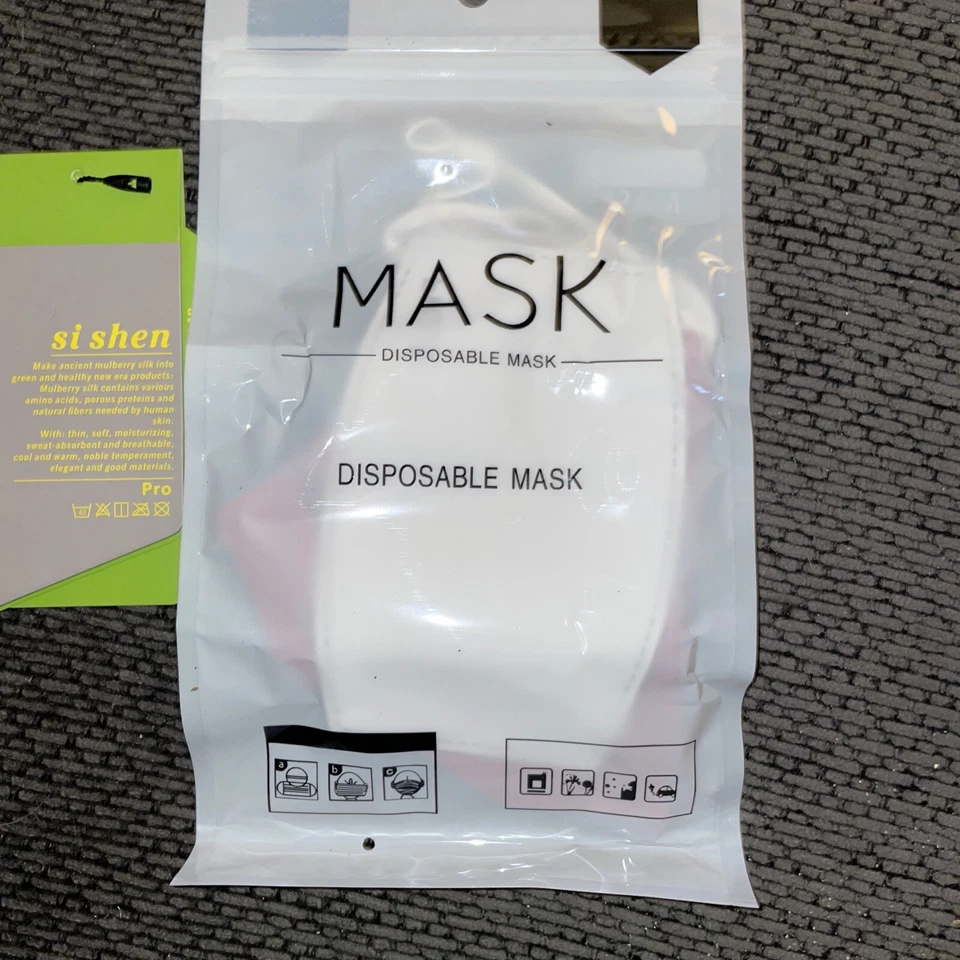 MASK
DISPOSABLE MASK
DISPOSABLE MASK
a
b
c
si shen
Make ancient mulberry silk into
green and healthy new era products:
Mulberry silk contains various
amino acids, porous proteins and
natural fibers needed by human
skin.
With: thin, soft, moisturizing,
sweat-absorbent and breathable,
cool and warm, noble temperament,
elegant and good materials.
Pro
40